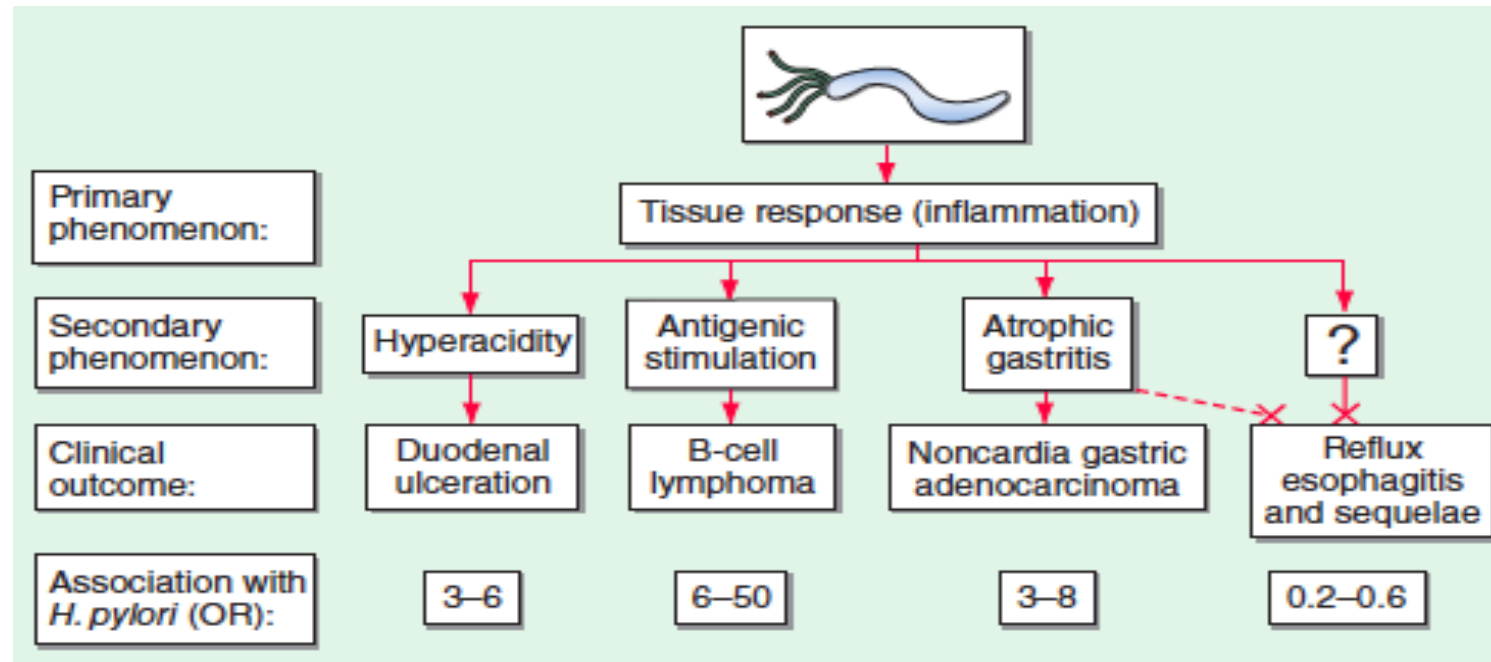 Primary
phenomenon:
Tissue response (inflammation)
Secondary
phenomenon:
Hyperacidity
Antigenic
stimulation
Atrophic
gastritis
?
Clinical
outcome:
Duodenal
ulceration
B-cell
lymphoma
Noncardia gastric
adenocarcinoma
Reflux
esophagitis
and sequelae
Association with
H. pylori (OR):
3–6
6–50
3–8
0.2–0.6